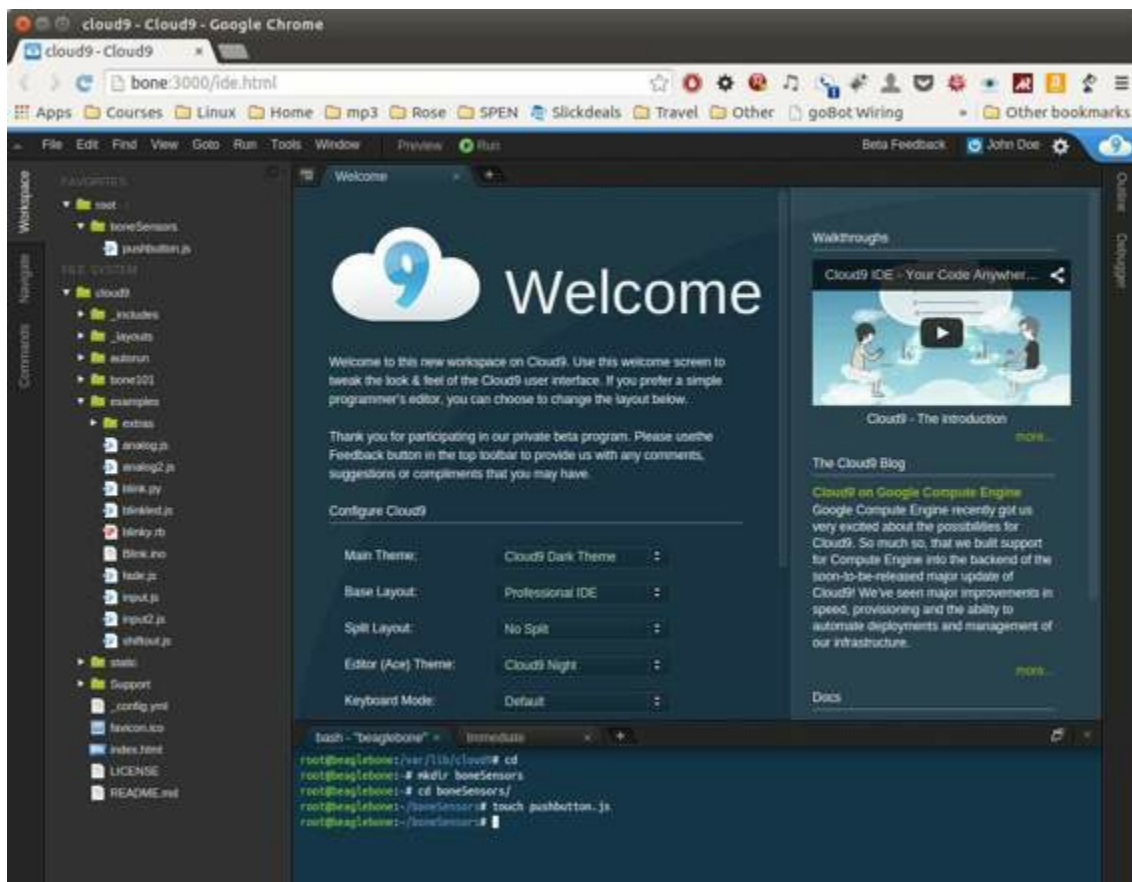 cloud9 - Cloud9 - Google Chrome
cloud9 - Cloud9
bone:3000/ide.html
Apps Courses Linux Home mp3 Rose SPEN Slickdeals Travel Other goBot Wiring » Other bookmarks
File Edit Find View Goto Run Tools Window Preview Run Beta Feedback John Doe
Workspace
Navigate
Commands
FAVORITES
root
boneSensors
pushbutton.js
FILE SYSTEM
cloud9
_includes
_layouts
autorun
bone101
examples
extras
analog.js
analog2.js
blink.py
blinkled.js
blinky.rb
Blink.ino
fade.js
input.js
input2.js
shiftout.js
static
Support
_config.yml
favicon.ico
index.html
LICENSE
README.md
Welcome
9 Welcome
Welcome to this new workspace on Cloud9. Use this welcome screen to
tweak the look & feel of the Cloud9 user interface. If you prefer a simple
programmer's editor, you can choose to change the layout below.
Thank you for participating in our private beta program. Please usethe
Feedback button in the top toolbar to provide us with any comments,
suggestions or compliments that you may have.
Configure Cloud9
Main Theme: Cloud9 Dark Theme
Base Layout: Professional IDE
Split Layout: No Split
Editor (Ace) Theme: Cloud9 Night
Keyboard Mode: Default
Walkthroughs
Cloud9 IDE - Your Code Anywher...
Cloud9 - The Introduction
more...
The Cloud9 Blog
Cloud9 on Google Compute Engine
Google Compute Engine recently got us
very excited about the possibilities for
Cloud9. So much so, that we built support
for Compute Engine into the backend of the
soon-to-be-released major update of
Cloud9! We've seen major improvements in
speed, provisioning and the ability to
automate deployments and management of
our infrastructure.
more...
Docs
Outline
Debugger
bash - "beaglebone" Immediate
root@beaglebone:/var/lib/cloud9# cd
root@beaglebone:~# mkdir boneSensors
root@beaglebone:~# cd boneSensors/
root@beaglebone:~/boneSensors# touch pushbutton.js
root@beaglebone:~/boneSensors#